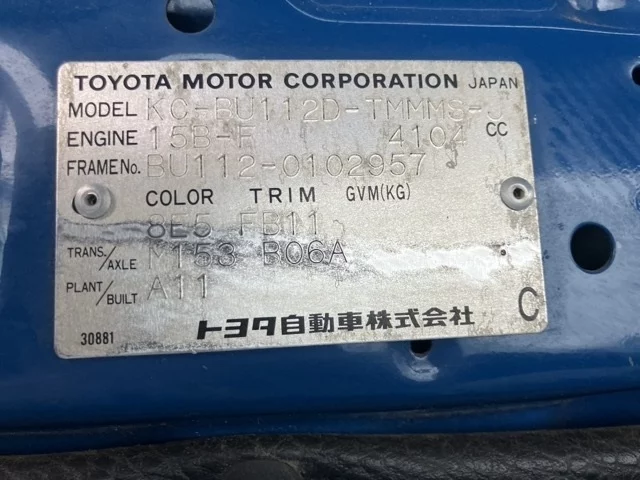 TOYOTA MOTOR CORPORATION JAPAN
MODEL KC-BU112D-TMMMS-J
ENGINE 15B-F 4104 CC
FRAME No. BU112-0102957
COLOR TRIM GVM(KG)
8E5 FB11
TRANS./AXLE M153 B06A
PLANT/BUILT A11
C
30881 トヨタ自動車株式会社